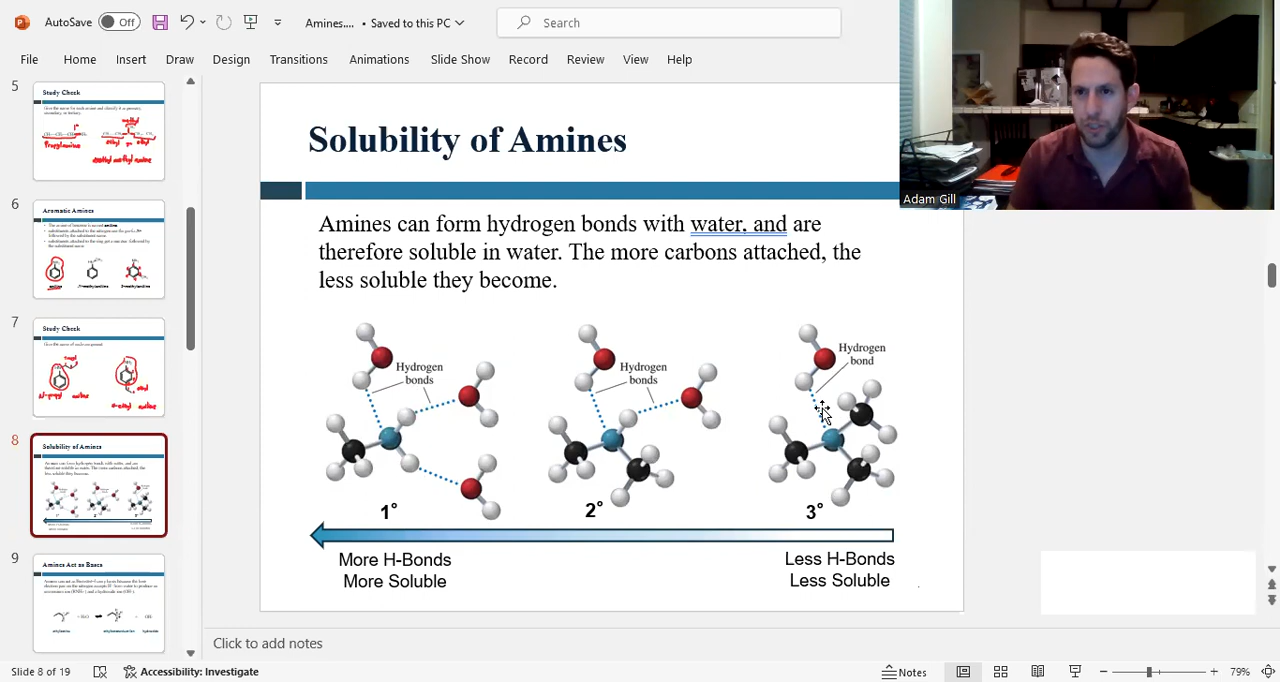 AutoSave Off Amines.... • Saved to this PC Search
File Home Insert Draw Design Transitions Animations Slide Show Record Review View Help
Adam Gill
5
Study Check
6
Aromatic Amines
7
Study Check
8
Solubility of Amines
9
Amines Act as Bases
Solubility of Amines
Amines can form hydrogen bonds with water, and are
therefore soluble in water. The more carbons attached, the
less soluble they become.
Hydrogen
bonds
Hydrogen
bonds
Hydrogen
bond
1° 2° 3°
More H-Bonds
More Soluble
Less H-Bonds
Less Soluble
Click to add notes
Slide 8 of 19 Accessibility: Investigate Notes 79%